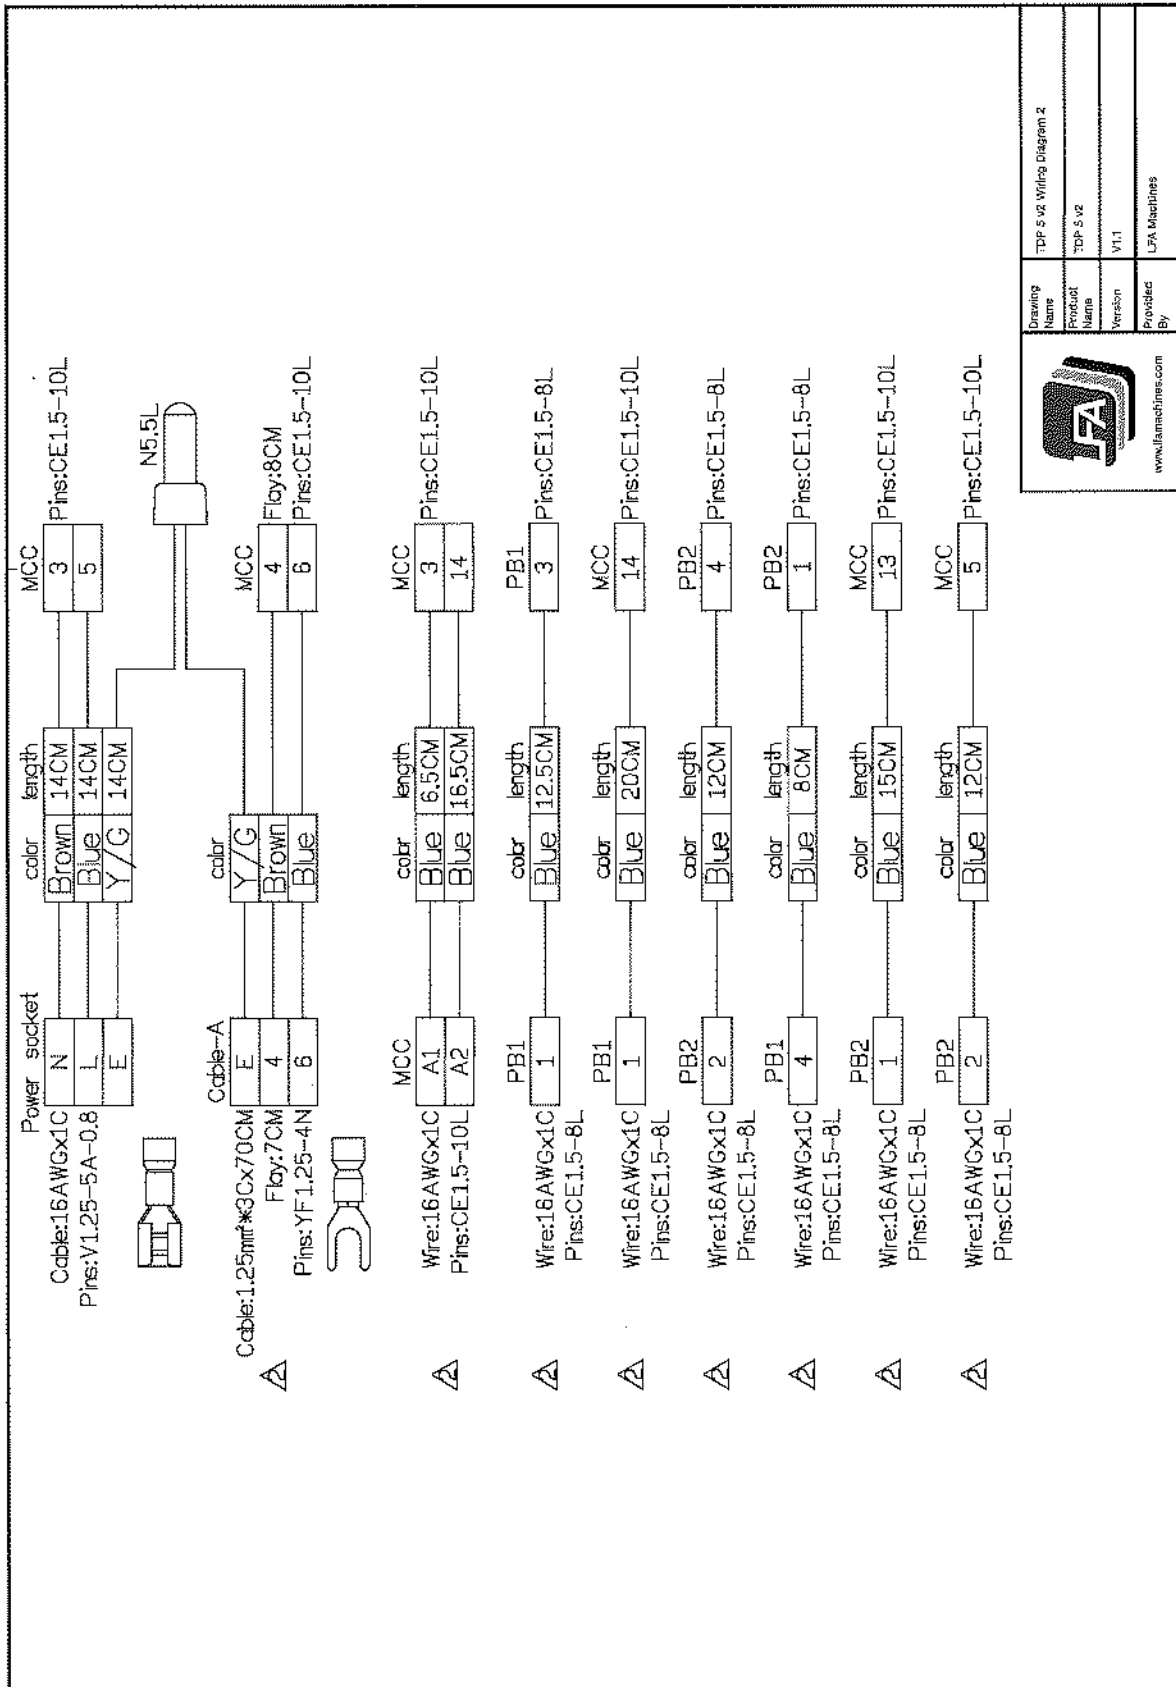 Power socket
color
length
MCC
Cable:16AWGx1C
Pins:V1.25-5A-0.8
N
Brown
14CM
3
Pins:CE1.5-10L
L
Blue
14CM
5
E
Y/G
14CM
N5.5L
Cable-A
color
MCC
Cable:1.25mm²*3Cx70CM
Flay:7CM
Pins:YF1.25-4N
E
Y/G
4
Brown
4
Flay:8CM
6
Blue
6
Pins:CE1.5-10L
2
MCC
color
length
MCC
Wire:16AWGx1C
Pins:CE1.5-10L
A1
Blue
6.5CM
3
Pins:CE1.5-10L
A2
Blue
16.5CM
14
2
PB1
color
length
PB1
Wire:16AWGx1C
Pins:CE1.5-8L
1
Blue
12.5CM
3
Pins:CE1.5-8L
2
PB1
color
length
MCC
Wire:16AWGx1C
Pins:CE1.5-8L
1
Blue
20CM
14
Pins:CE1.5-10L
2
PB2
color
length
PB2
Wire:16AWGx1C
Pins:CE1.5-8L
2
Blue
12CM
4
Pins:CE1.5-8L
2
PB1
color
length
PB2
Wire:16AWGx1C
Pins:CE1.5-8L
4
Blue
8CM
1
Pins:CE1.5-8L
2
PB2
color
length
MCC
Wire:16AWGx1C
Pins:CE1.5-8L
1
Blue
15CM
13
Pins:CE1.5-10L
2
PB2
color
length
MCC
Wire:16AWGx1C
Pins:CE1.5-8L
2
Blue
12CM
5
Pins:CE1.5-10L
2
LFA
www.lfamachines.com
Drawing Name
TDP 5 v2 Wiring Diagram 2
Product Name
TDP 5 v2
Version
V1.1
Provided By
LFA Machines